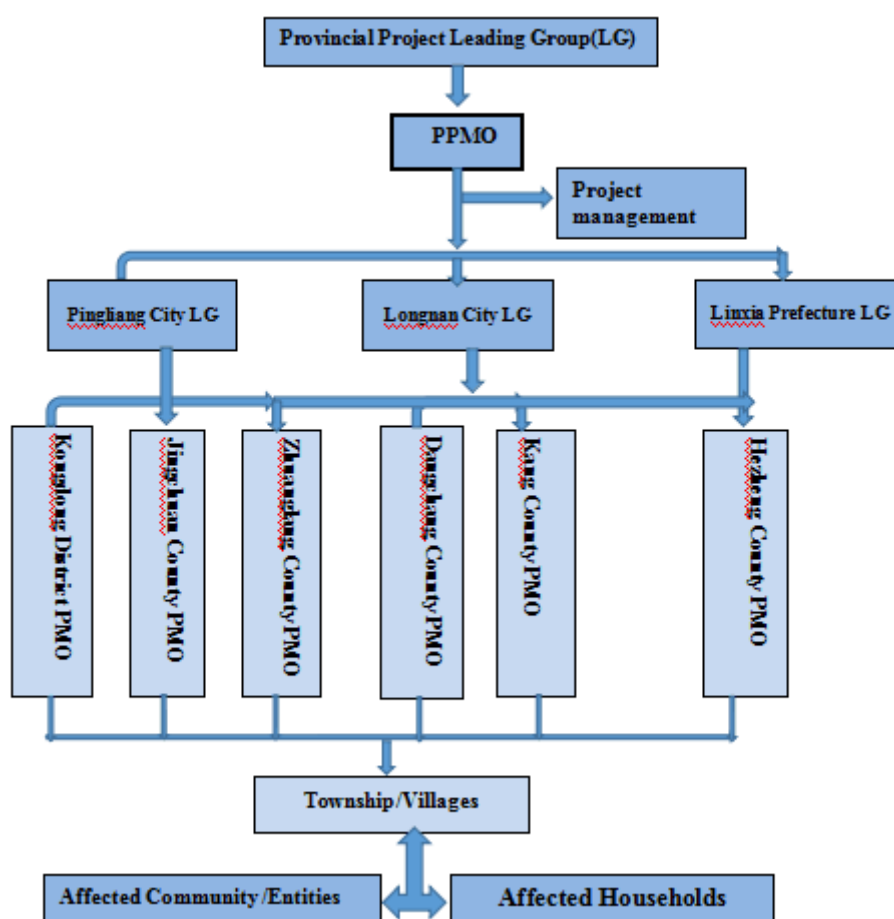 Provincial Project Leading Group(LG)
PPMO
Project
management
Pingliang City LG
Longnan City LG
Linxia Prefecture LG
Kongdong District PMO
Jingchuan County PMO
Zhuanglang County PMO
Dangchang County PMO
Kang County PMO
Hezheng County PMO
Township/Villages
Affected Community /Entities
Affected Households